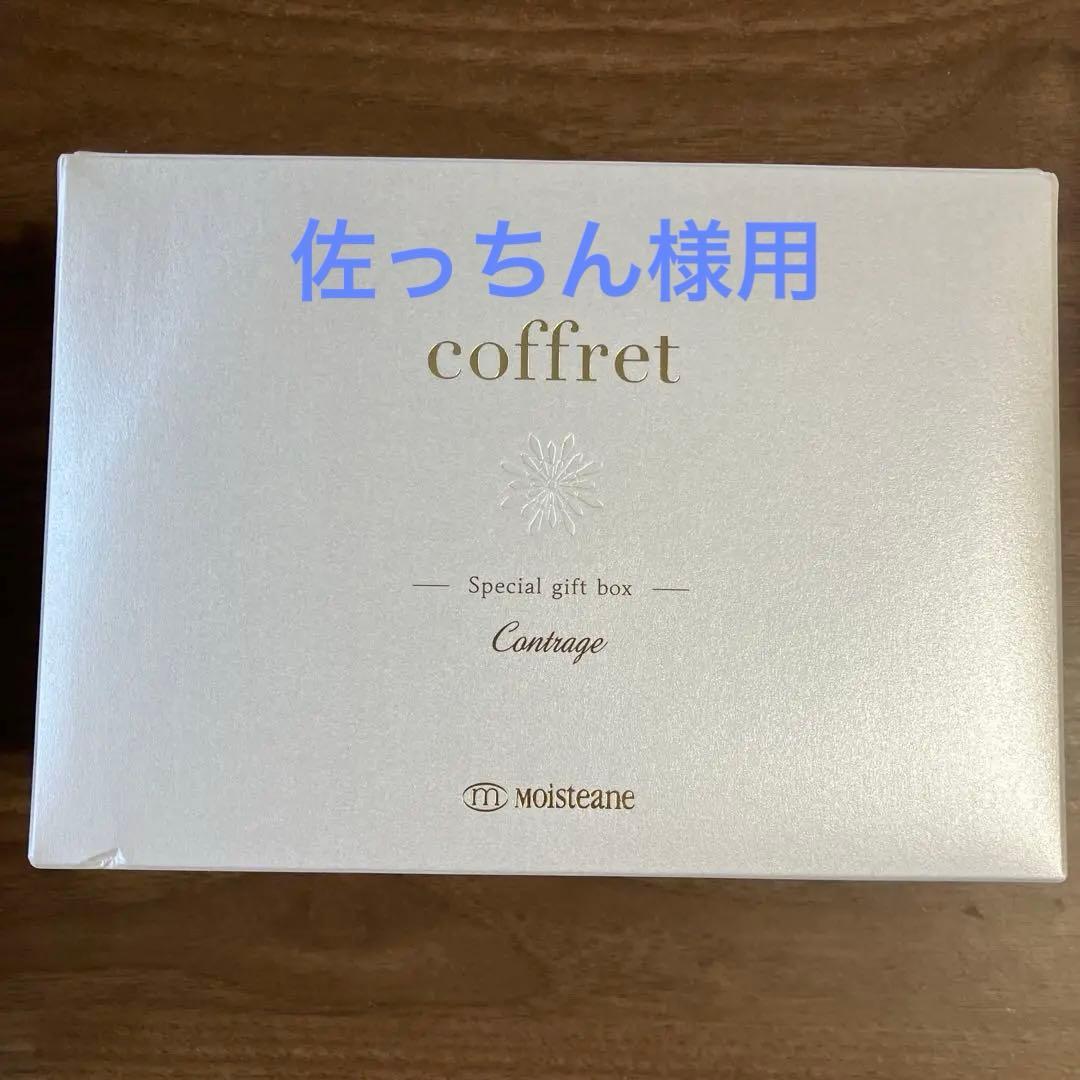 佐っちん様用
coffret
Special gift box
Contrage
m MOisteane